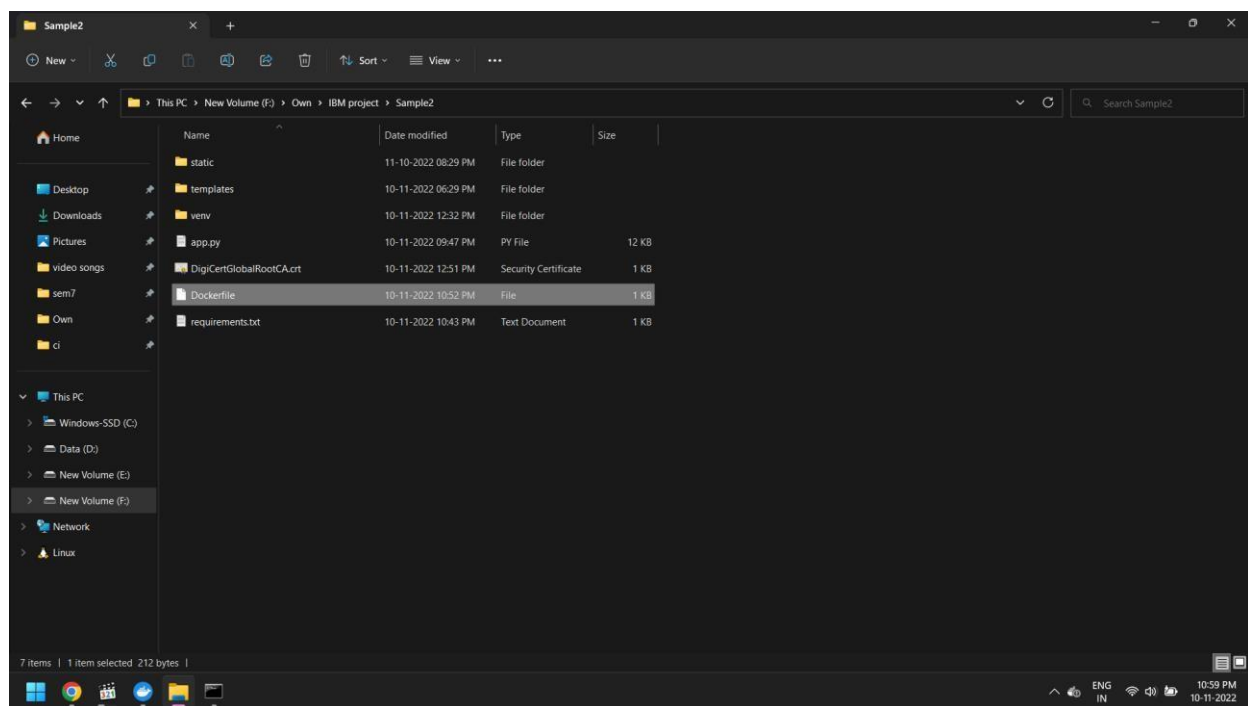 Sample2
New
Sort
View
This PC > New Volume (F:) > Own > IBM project > Sample2
Search Sample2
Home
Desktop
Downloads
Pictures
video songs
sem7
Own
ci
This PC
Windows-SSD (C:)
Data (D:)
New Volume (E:)
New Volume (F:)
Network
Linux
Name Date modified Type Size
static 11-10-2022 08:29 PM File folder
templates 10-11-2022 06:29 PM File folder
venv 10-11-2022 12:32 PM File folder
app.py 10-11-2022 09:47 PM PY File 12 KB
DigiCertGlobalRootCA.crt 10-11-2022 12:51 PM Security Certificate 1 KB
Dockerfile 10-11-2022 10:52 PM File 1 KB
requirements.txt 10-11-2022 10:43 PM Text Document 1 KB
7 items | 1 item selected 212 bytes |
ENG
IN
10:59 PM
10-11-2022